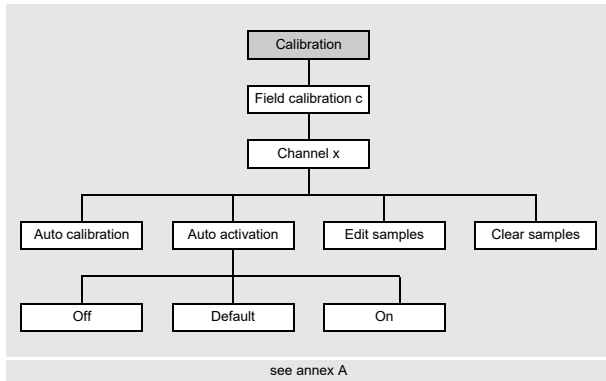 Calibration
Field calibration c
Channel x
Auto calibration
Auto activation
Edit samples
Clear samples
Off
Default
On
see annex A